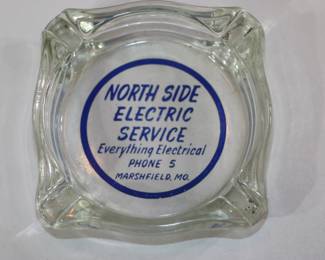 NORTH SIDE
ELECTRIC
SERVICE
Everything Electrical
PHONE 5
MARSHFIELD, MO.